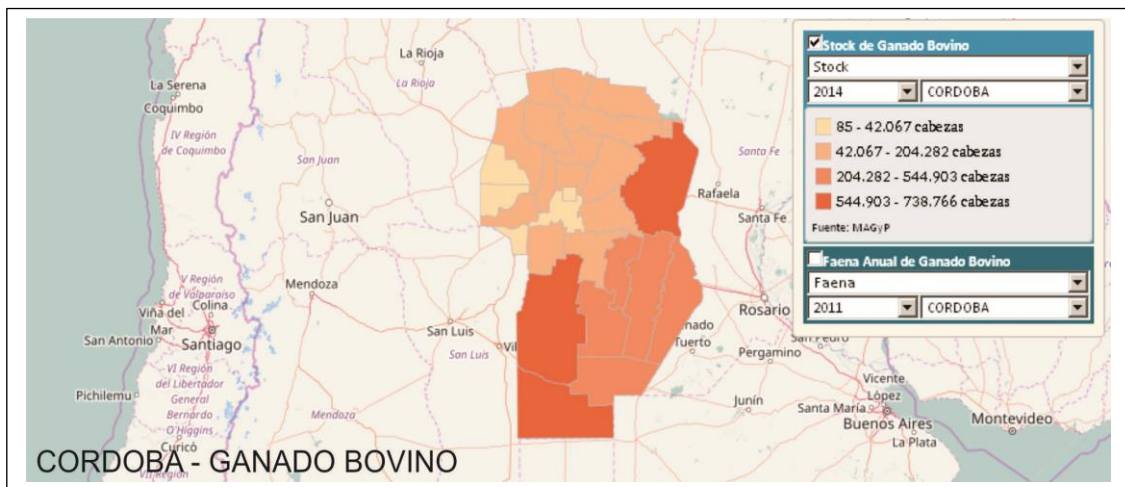 La Rioja
La Rioja
La Serena
Coquimbo
IV Región
de Coquimbo
San Juan
San Juan
Santa Fe
Rafaela
Santa Fe
V Región
de Valparaíso
Viña del
Mar
Colina
San Antonio
Santiago
Mendoza
San Luis
San Luis
Rosario
Tuerto
Pergamino
VI Región
del Libertador
General
Bernardo
O'Higgins
Pichilemu
Curicó
Mendoza
Junín
Vicente
López
Santa María
Buenos Aires
La Plata
Montevideo
CORDOBA - GANADO BOVINO
Stock de Ganado Bovino
Stock
2014 CORDOBA
85 - 42.067 cabezas
42.067 - 204.282 cabezas
204.282 - 544.903 cabezas
544.903 - 738.766 cabezas
Fuente: MAGyP
Faena Anual de Ganado Bovino
Faena
2011 CORDOBA